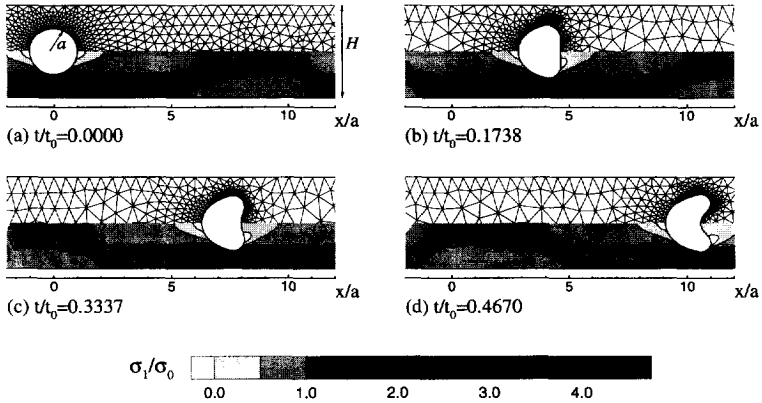 a H
0 5 10 x/a
(a) t/t₀=0.0000
0 5 10 x/a
(b) t/t₀=0.1738
0 5 10 x/a
(c) t/t₀=0.3337
0 5 10 x/a
(d) t/t₀=0.4670
σ₁/σ₀
0.0 1.0 2.0 3.0 4.0